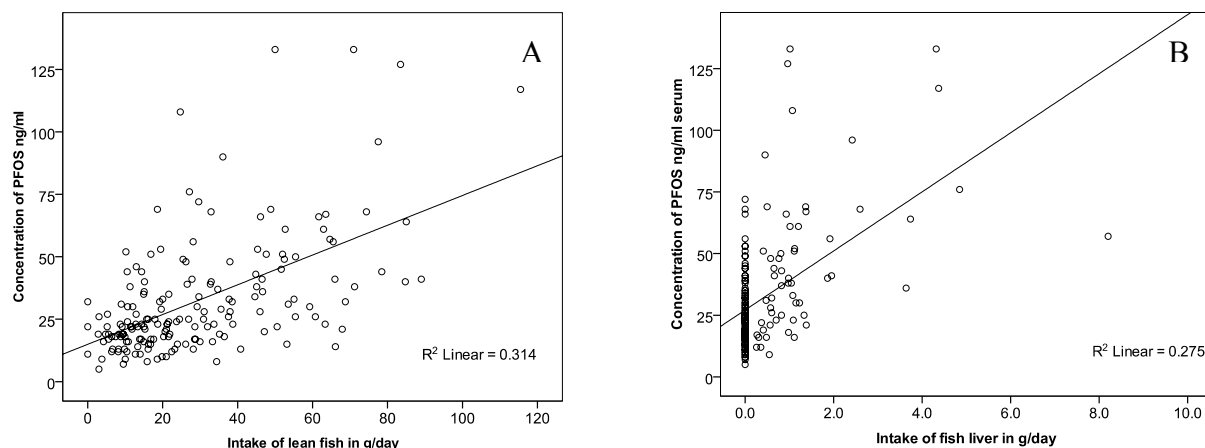 A
Concentration of PFOS ng/ml
125
100
75
50
25
0
R² Linear = 0.314
0 20 40 60 80 100 120
Intake of lean fish in g/day
B
Concentration of PFOS ng/ml serum
125
100
75
50
25
0
R² Linear = 0.275
0.0 2.0 4.0 6.0 8.0 10.0
Intake of fish liver in g/day